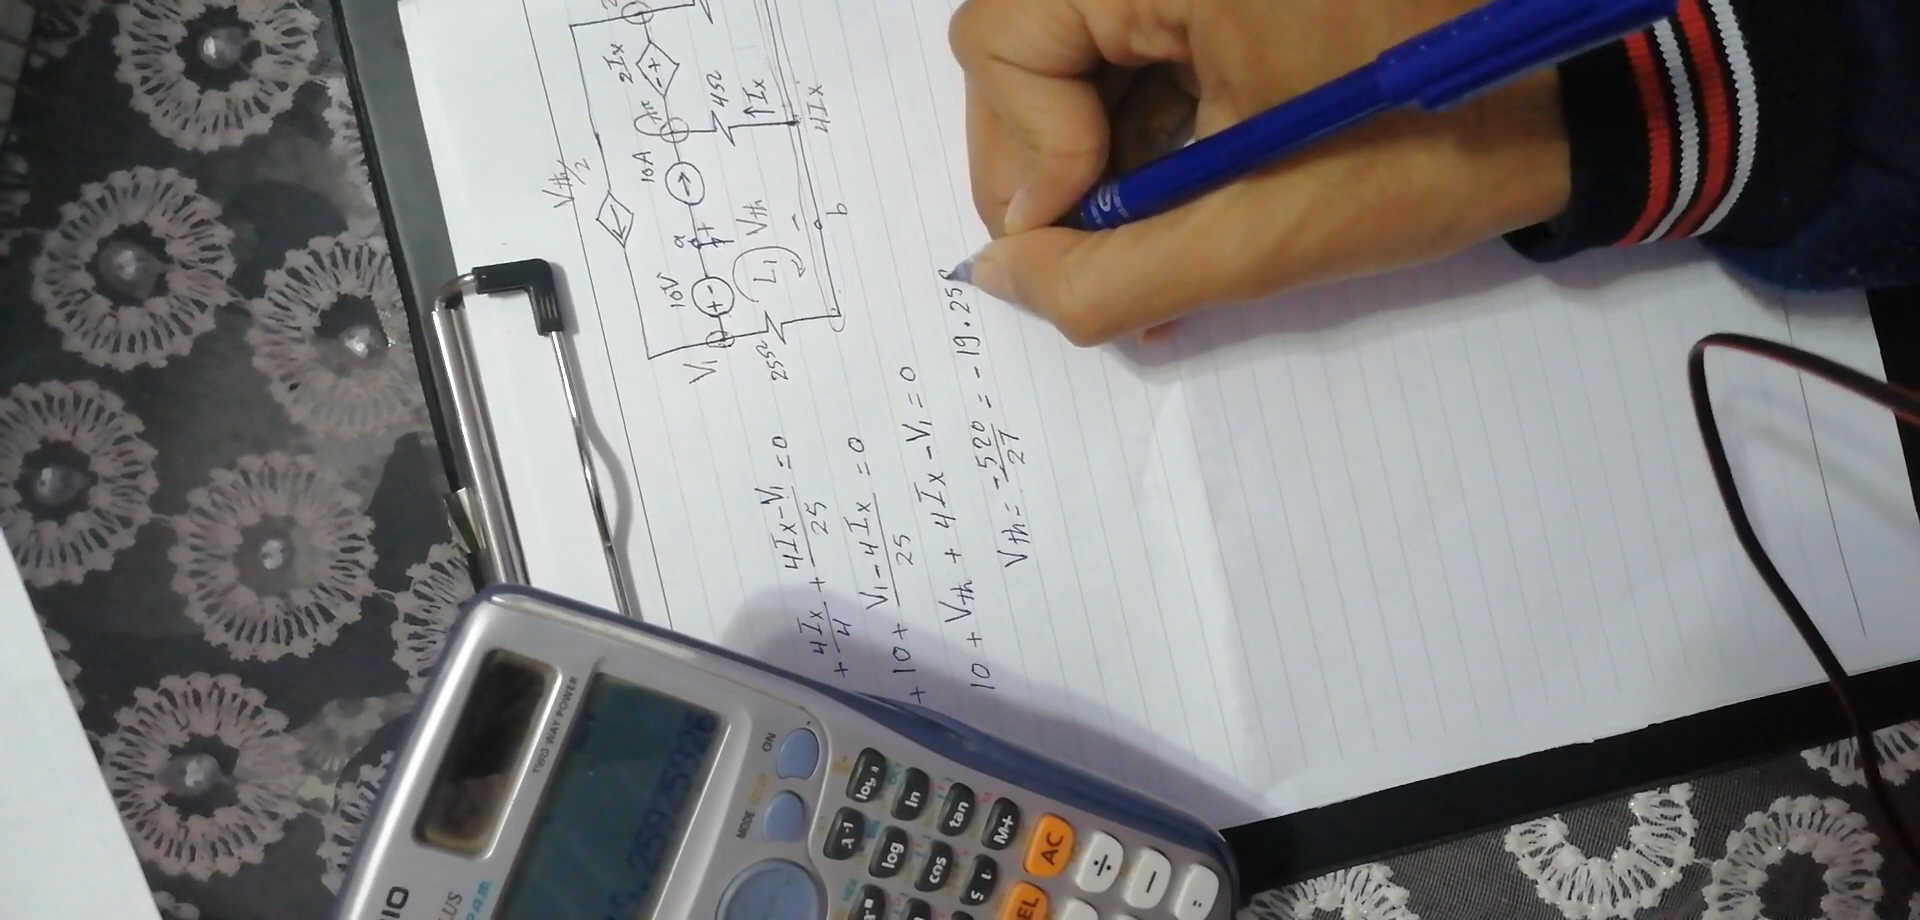 Vth/2
2Ix
10A
10V
a
+
4Ω
↑Ix
V1
25Ω
L1
Vth
-
4Ix
b
+ 4Ix/4 + 4Ix-V1/25 = 0
+ 10 + V1-4Ix/25 = 0
10 + Vth + 4Ix - V1 = 0
Vth = -520/27 = -19.25
TWO WAY POWER
ON
MODE
log
ln
tan
M+
log
cos
AC
÷
−